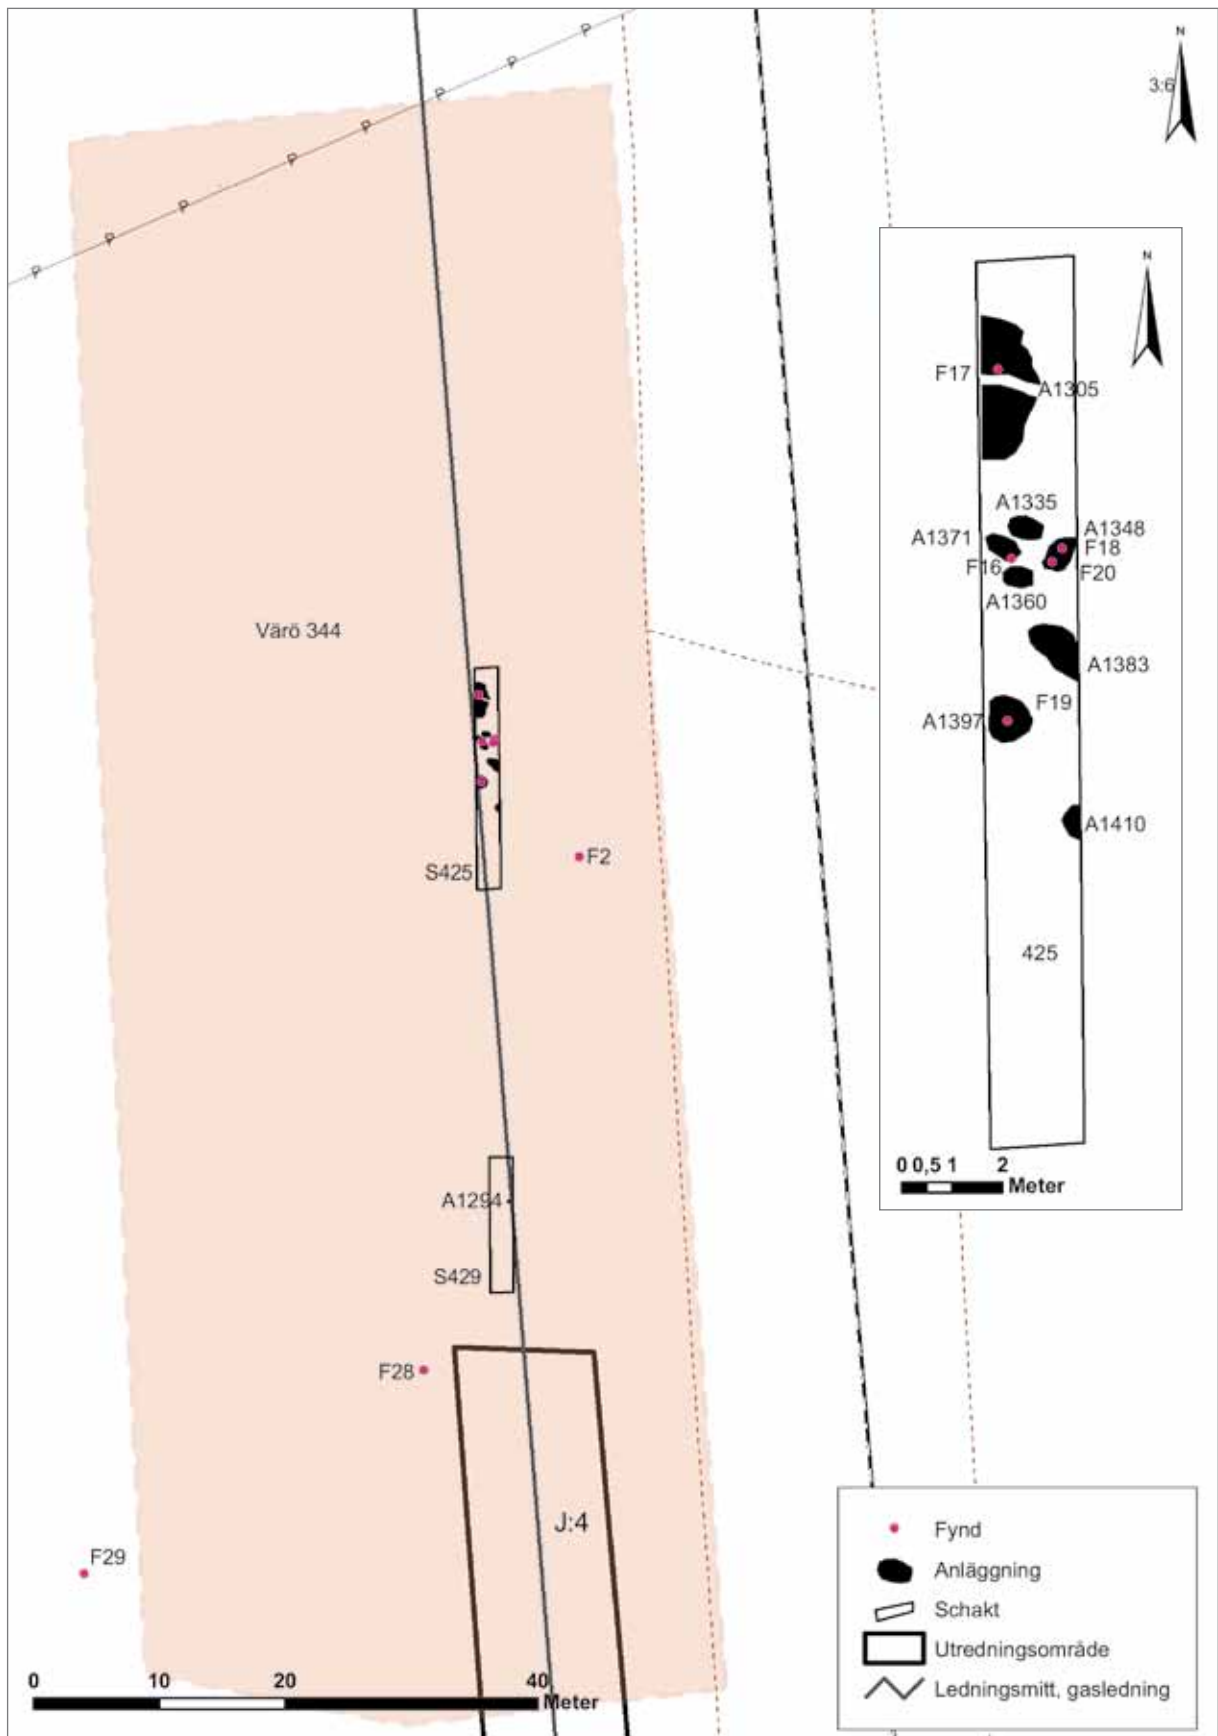 P
P
P
P
P
P
P
P
N
3:6
N
F17
A1305
A1335
A1371
A1348
F18
F16
F20
A1360
A1383
F19
A1397
A1410
425
0 0,5 1 2
Meter
Värö 344
S425
F2
A1294
S429
F28
J:4
F29
0 10 20 40
Meter
Fynd
Anläggning
Schakt
Utredningsområde
Ledningsmitt, gasledning